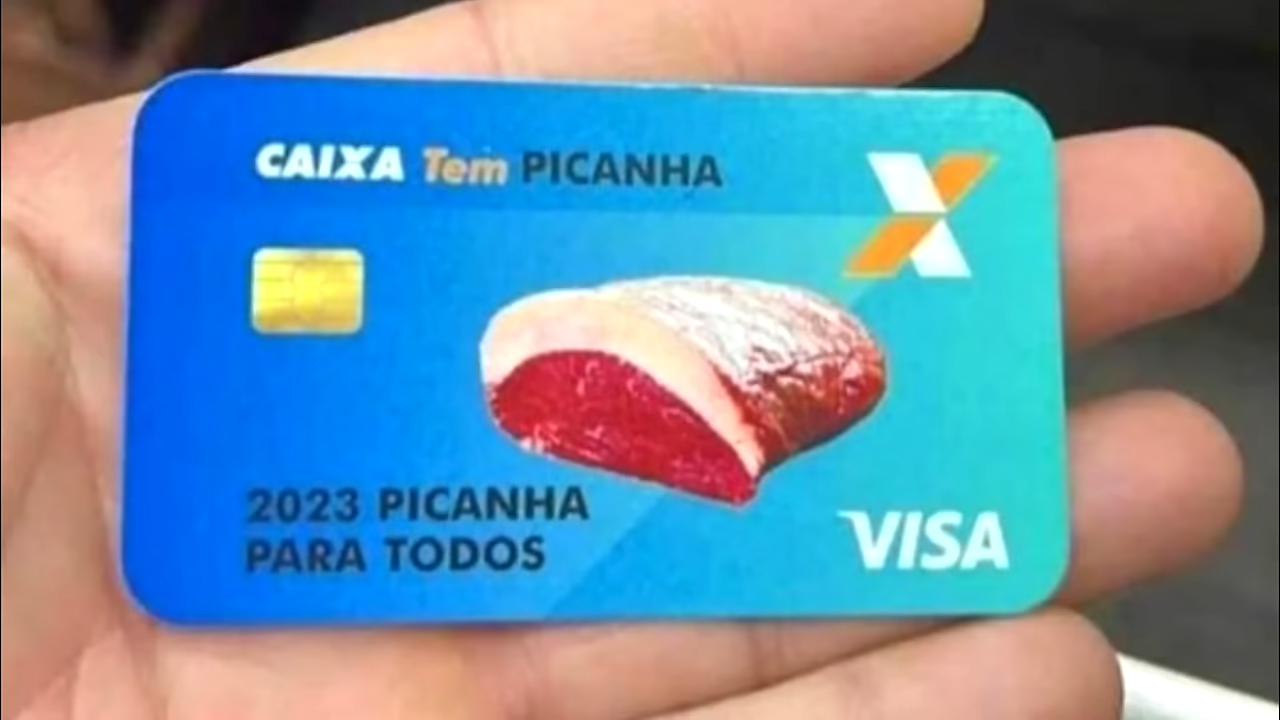 CAIXA Tem PICANHA
2023 PICANHA
PARA TODOS
VISA